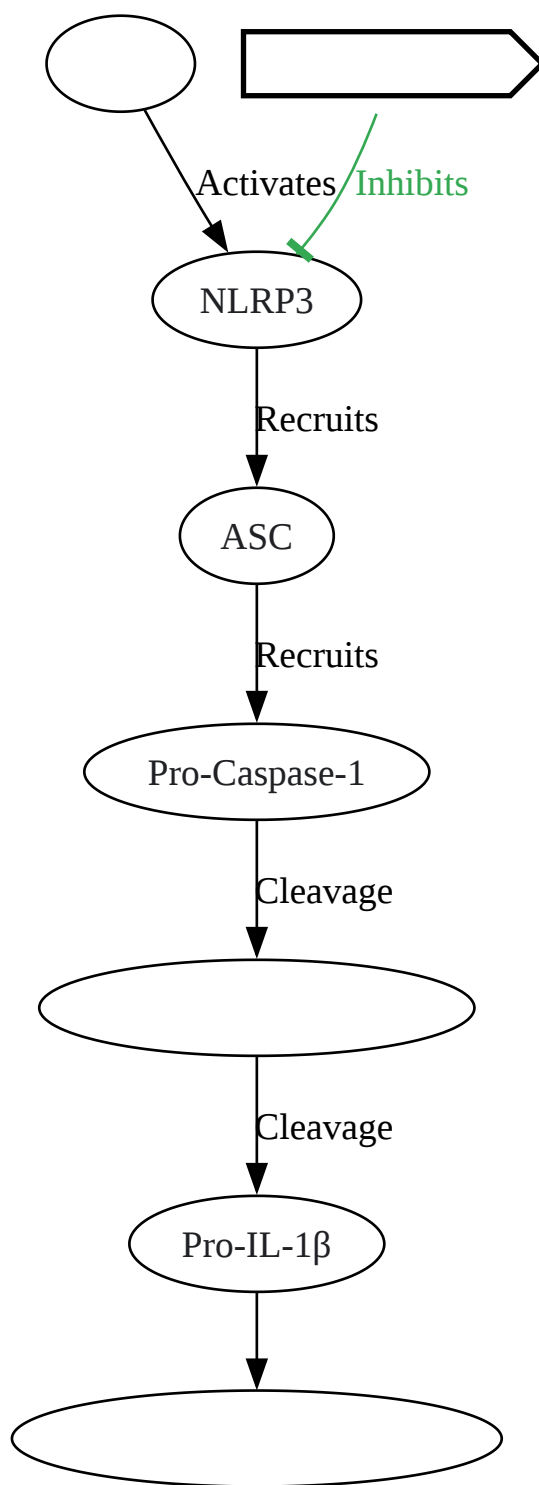 Activates
Inhibits
NLRP3
Recruits
ASC
Recruits
Pro-Caspase-1
Cleavage
Cleavage
Pro-IL-1β